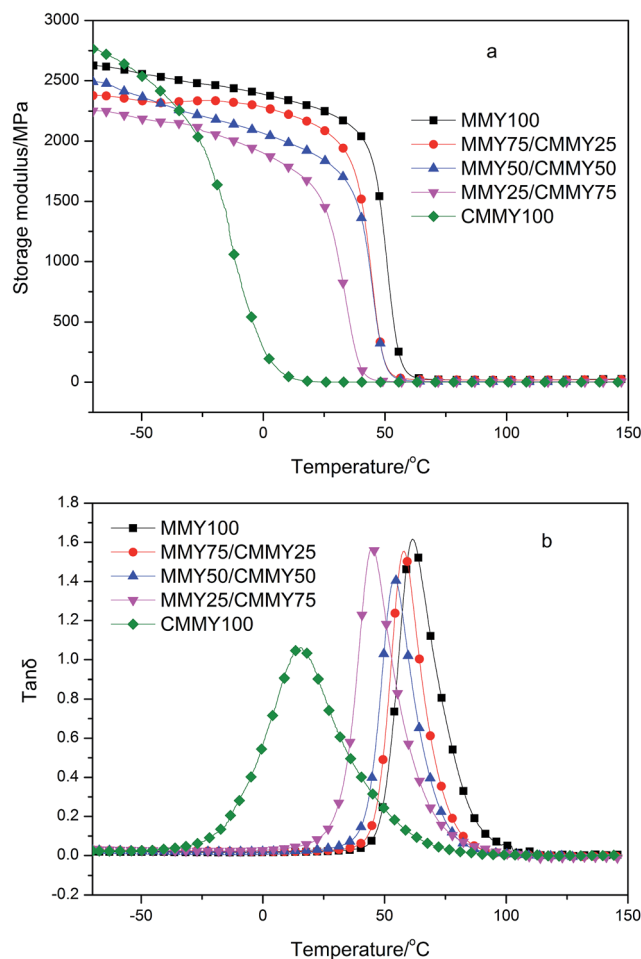 a
3000
2500
2000
1500
1000
500
0
Storage modulus/MPa
MMY100
MMY75/CMMY25
MMY50/CMMY50
MMY25/CMMY75
CMMY100
-50 0 50 100 150
Temperature/°C
b
1.8
1.6
1.4
1.2
1.0
0.8
0.6
0.4
0.2
0.0
-0.2
Tanδ
MMY100
MMY75/CMMY25
MMY50/CMMY50
MMY25/CMMY75
CMMY100
-50 0 50 100 150
Temperature/°C